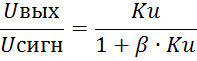 Uвых / Uсигн = Ku / (1 + β · Ku)